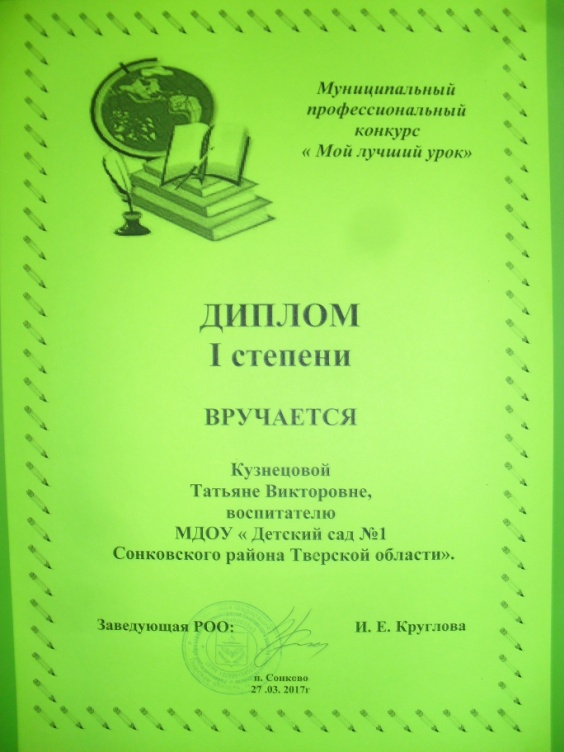 Муниципальный
профессиональный
конкурс
« Мой лучший урок»
ДИПЛОМ
I степени
ВРУЧАЕТСЯ
Кузнецовой
Татьяне Викторовне,
воспитателю
МДОУ « Детский сад №1
Сонковского района Тверской области».
Заведующая РОО: И. Е. Круглова
п. Сонково
27 .03. 2017г